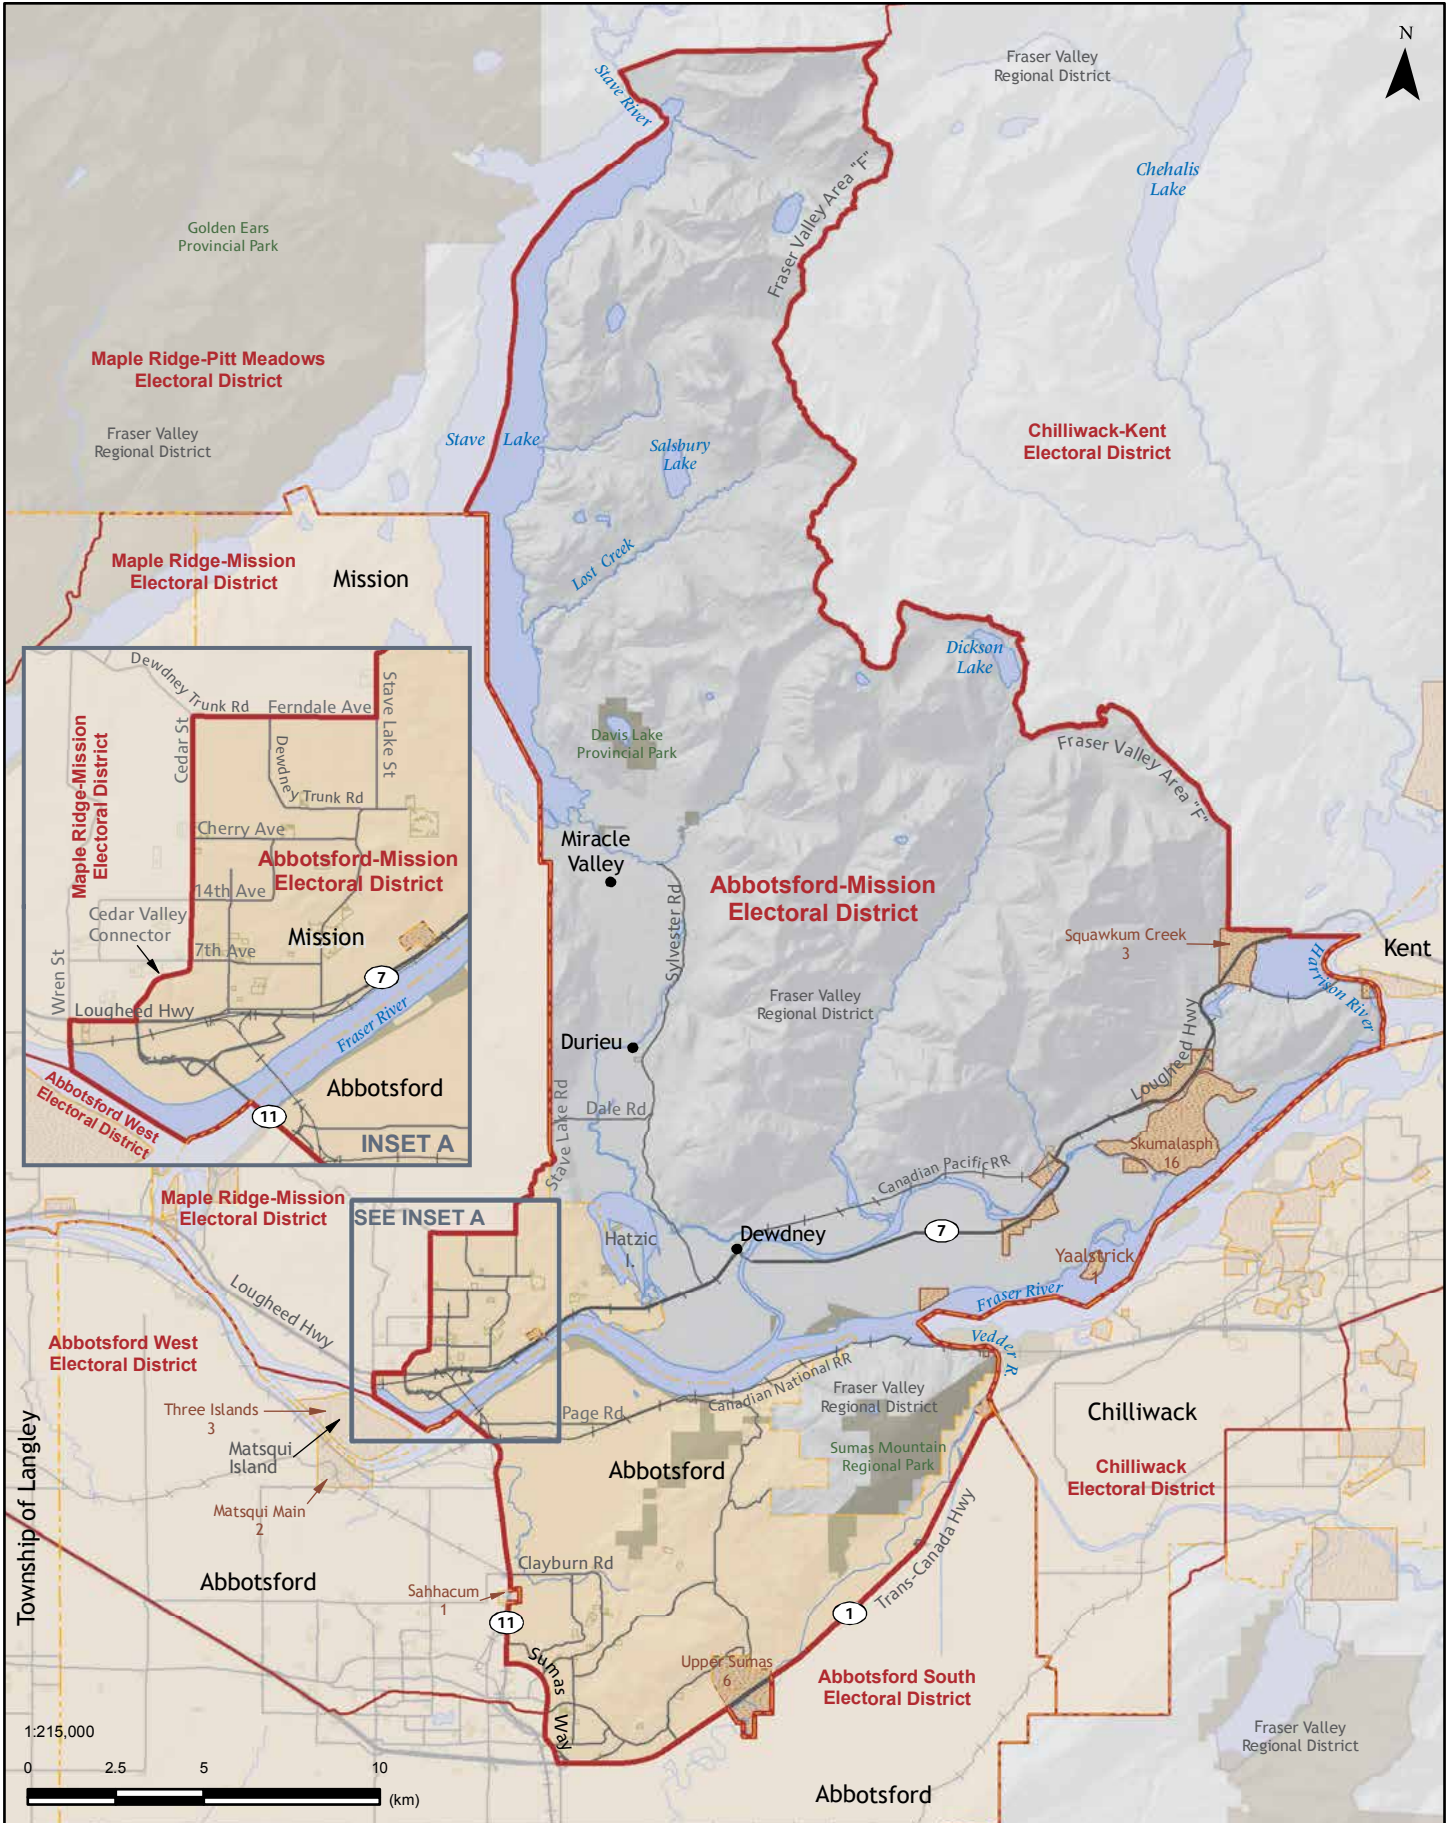 N
Stave River
Fraser Valley
Regional District
Chehalis
Lake
Fraser Valley Area "F"
Golden Ears
Provincial Park
Maple Ridge-Pitt Meadows
Electoral District
Fraser Valley
Regional District
Stave Lake
Salsbury
Lake
Chilliwack-Kent
Electoral District
Lost Creek
Maple Ridge-Mission
Electoral District
Mission
Dickson
Lake
Dewdney Trunk Rd
Ferndale Ave
Stave Lake St
Cedar St
Maple Ridge-Mission
Electoral District
Dewdney Trunk Rd
Cherry Ave
Abbotsford-Mission
Electoral District
14th Ave
Cedar Valley
Connector
Mission
7th Ave
Wren St
7
Lougheed Hwy
Fraser River
Abbotsford West
Electoral District
Abbotsford
11
INSET A
Davis Lake
Provincial Park
Fraser Valley Area "F"
Miracle
Valley
Abbotsford-Mission
Electoral District
Sylvester Rd
Squawkum Creek
3
Kent
Harrison River
Fraser Valley
Regional District
Durieu
Lougheed Hwy
Stave Lake Rd
Dale Rd
Skumalasph
16
Canadian Pacific RR
Maple Ridge-Mission
Electoral District
SEE INSET A
Hatzic
I.
Dewdney
7
Yaalstrick
1
Fraser River
Lougheed Hwy
Vedder R.
Abbotsford West
Electoral District
Canadian National RR
Fraser Valley
Regional District
Three Islands
3
Page Rd
Chilliwack
Matsqui
Island
Sumas Mountain
Regional Park
Abbotsford
Chilliwack
Electoral District
Matsqui Main
2
Township of Langley
Trans-Canada Hwy
Clayburn Rd
Abbotsford
Sahhacum
1
11
1
Sumas Way
Upper Sumas
6
Abbotsford South
Electoral District
Fraser Valley
Regional District
1:215,000
0 2.5 5 10
(km)
Abbotsford